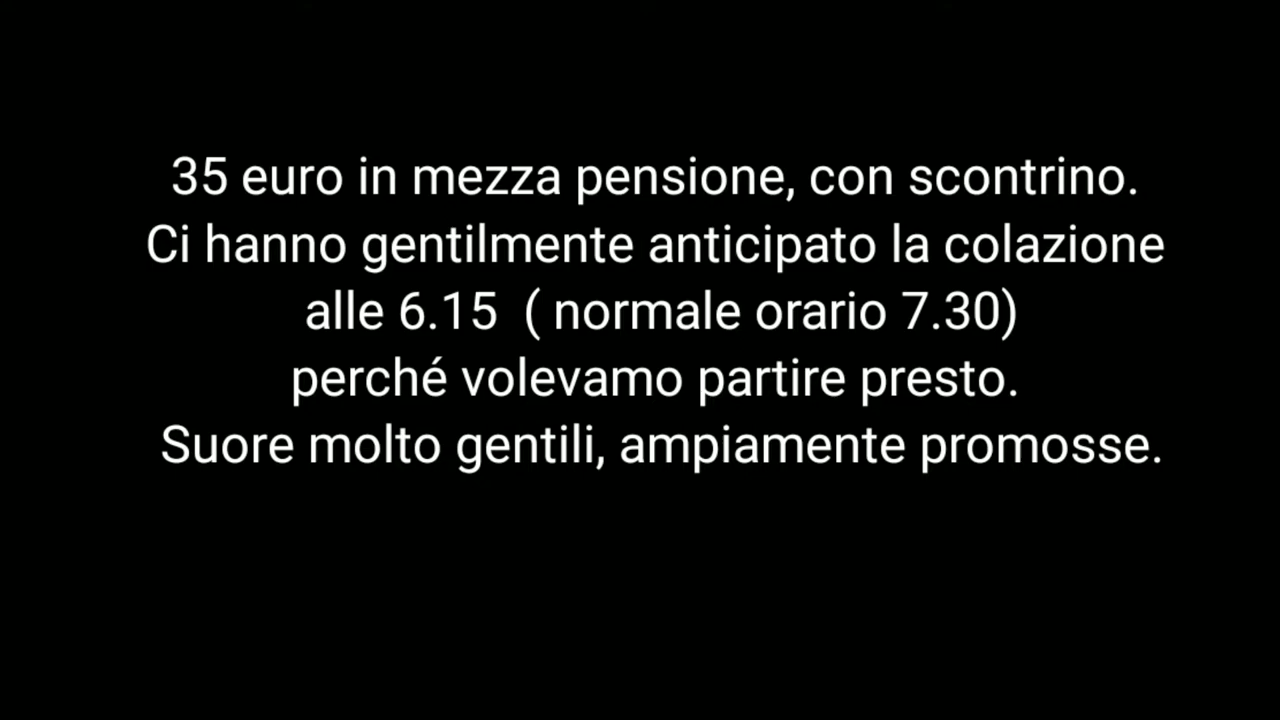 35 euro in mezza pensione, con scontrino.
Ci hanno gentilmente anticipato la colazione
alle 6.15  ( normale orario 7.30)
perché volevamo partire presto.
Suore molto gentili, ampiamente promosse.